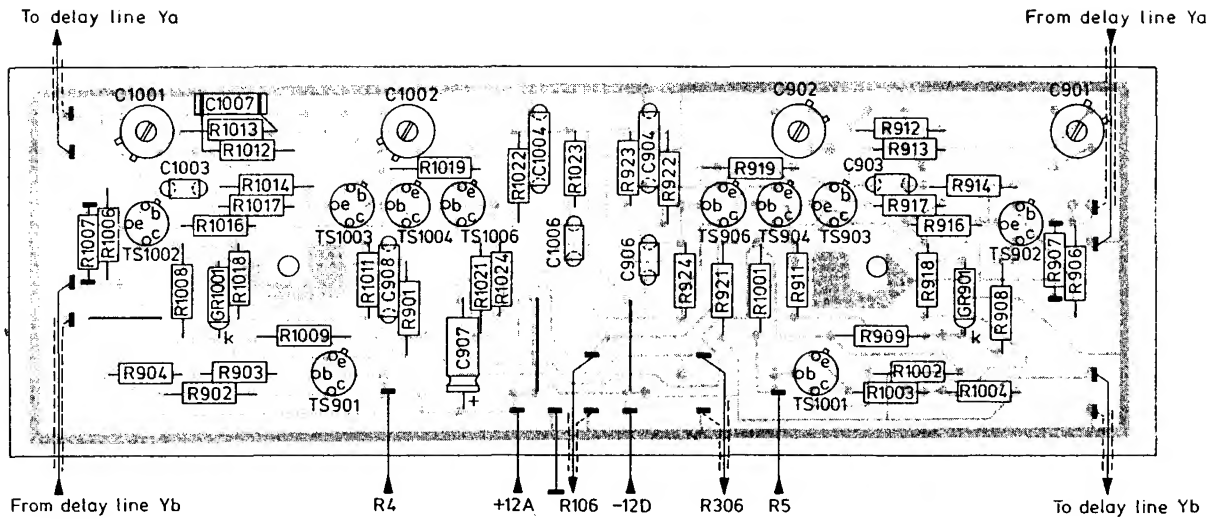 To delay line Ya
From delay line Ya
C1001
C1007
C1002
C902
C901
R1013
R1012
C1004
C904
R912
R913
C1003
R1019
R1022
R1023
R923
R922
R919
C903
R1014
R1017
R1016
R914
R917
R916
b e c
TS1002
e b c
TS1003
e b c
TS1004
e b c
TS1006
e b c
TS906
e b c
TS904
e b c
TS903
e b c
TS902
R1007
R1006
C1006
C906
R907
R906
R1008
GR1001
R1018
k
R1011
C908
R901
R1021
R1024
R924
R921
R1001
R911
R918
GR901
k
R908
R1009
C907
+
R909
R904
R903
R902
e b c
TS901
e b c
TS1001
R1002
R1003
R1004
From delay line Yb
R4
+12A
R106
-12D
R306
R5
To delay line Yb